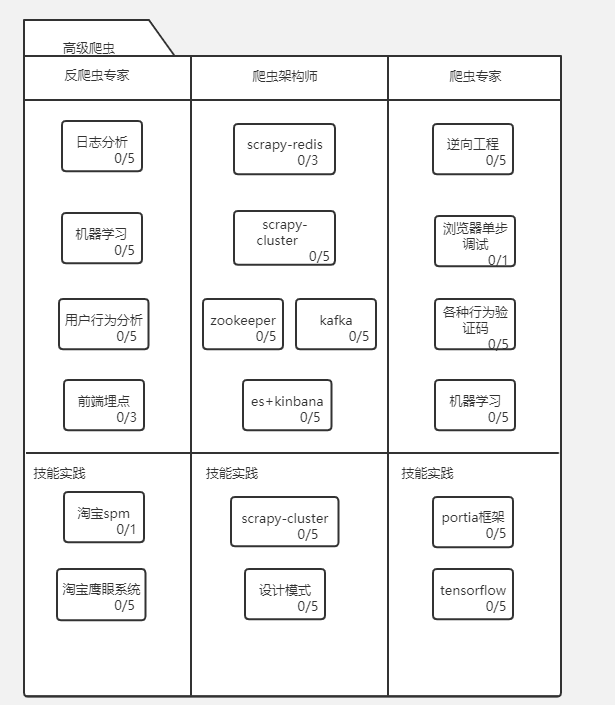 高级爬虫
反爬虫专家
日志分析
0/5
机器学习
0/5
用户行为分析
0/5
前端埋点
0/3
技能实践
淘宝spm
0/1
淘宝鹰眼系统
0/5
爬虫架构师
scrapy-redis
0/3
scrapy-
cluster
0/5
zookeeper
0/5
kafka
0/5
es+kinbana
0/5
技能实践
scrapy-cluster
0/5
设计模式
0/5
爬虫专家
逆向工程
0/5
浏览器单步
调试
0/1
各种行为验
证码
0/5
机器学习
0/5
技能实践
portia框架
0/5
tensorflow
0/5